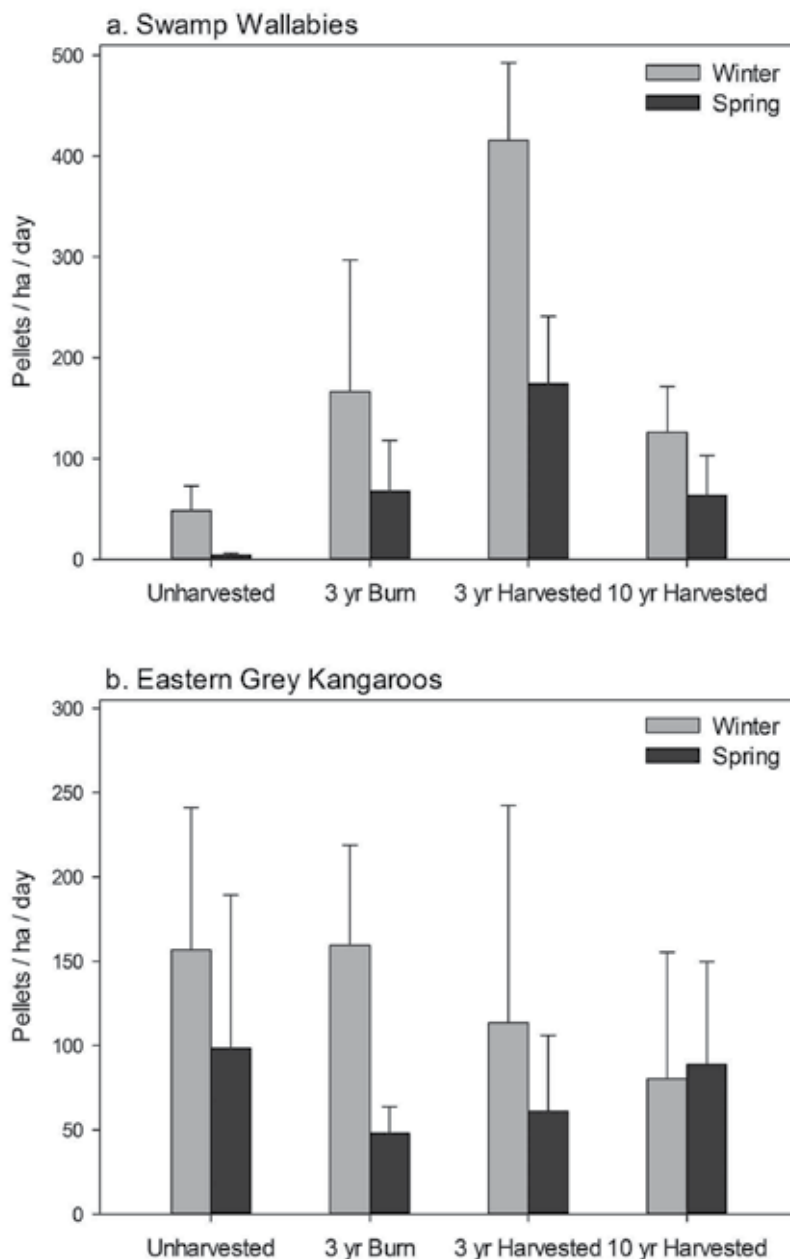 a. Swamp Wallabies
500
400
300
200
100
0
Pellets / ha / day
Winter
Spring
Unharvested 3 yr Burn 3 yr Harvested 10 yr Harvested
b. Eastern Grey Kangaroos
300
250
200
150
100
50
0
Pellets / ha / day
Winter
Spring
Unharvested 3 yr Burn 3 yr Harvested 10 yr Harvested